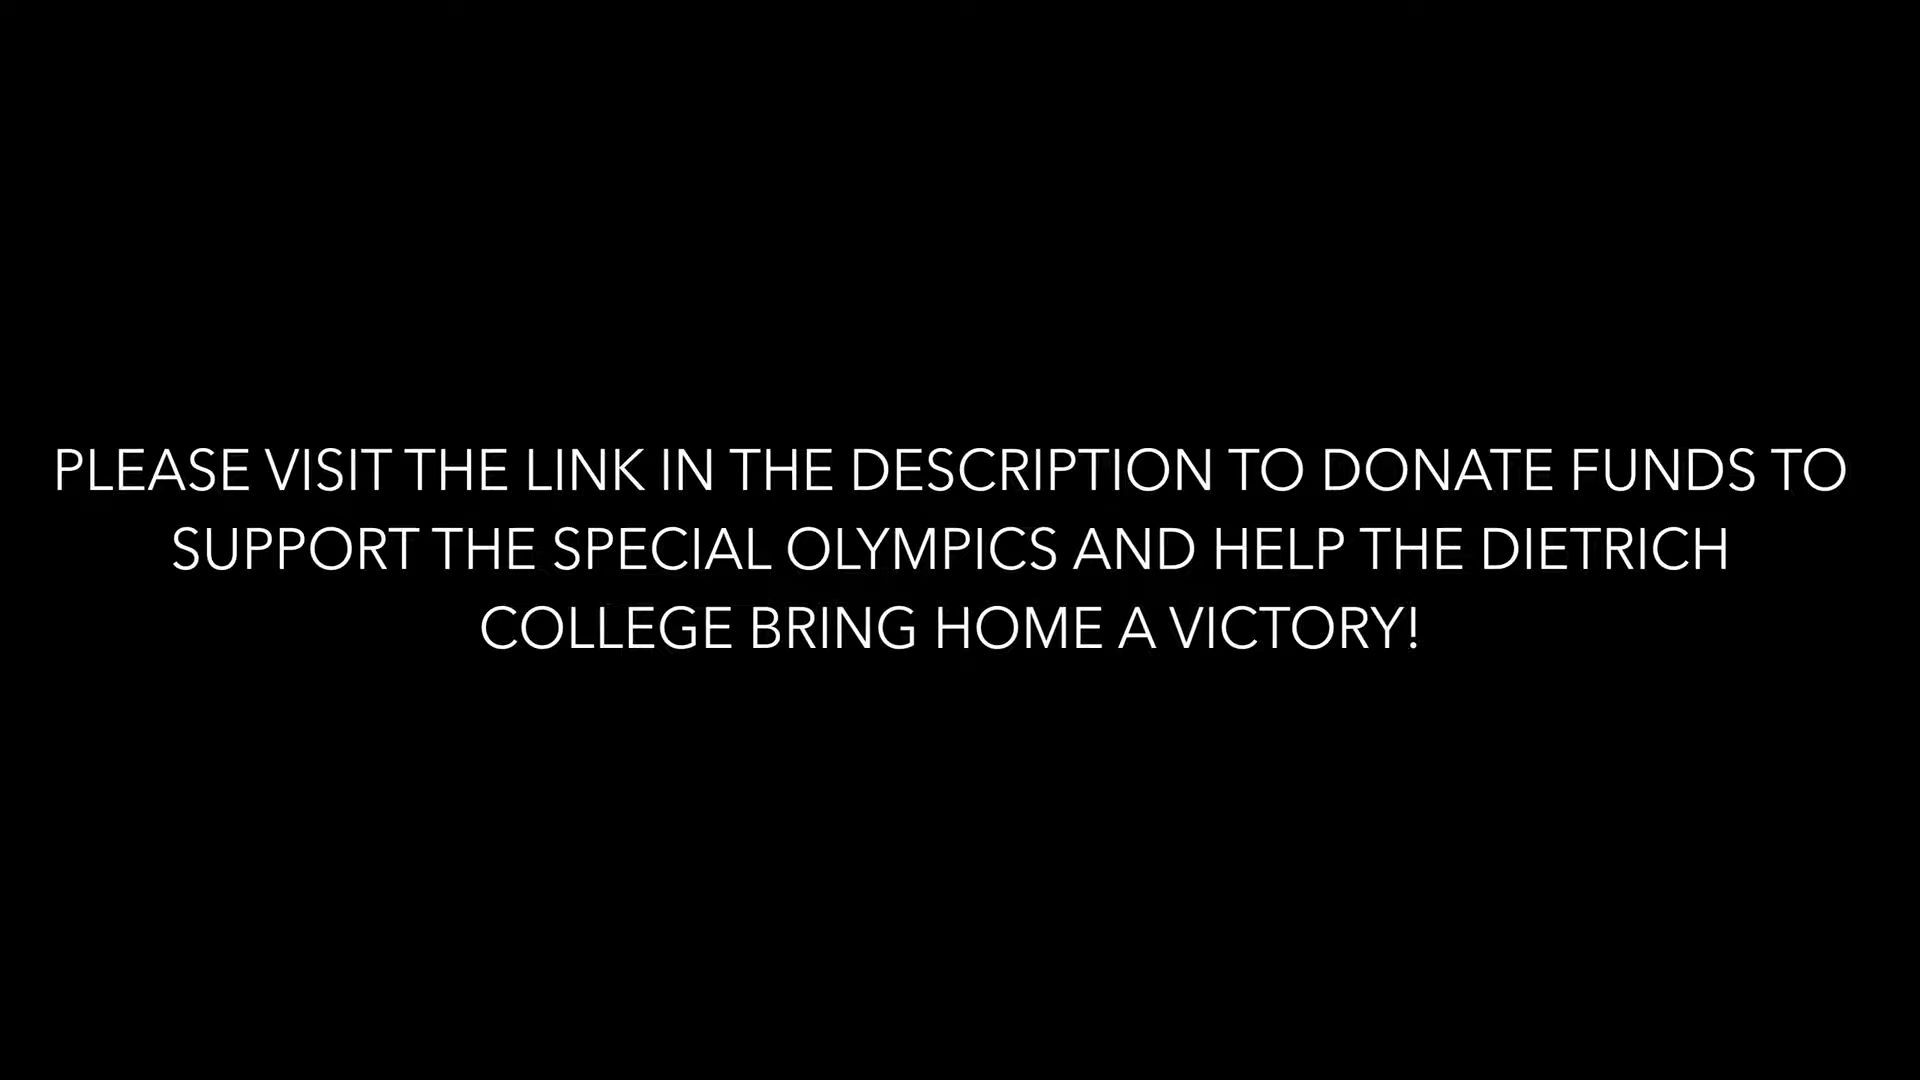 PLEASE VISIT THE LINK IN THE DESCRIPTION TO DONATE FUNDS TO
SUPPORT THE SPECIAL OLYMPICS AND HELP THE DIETRICH
COLLEGE BRING HOME A VICTORY!